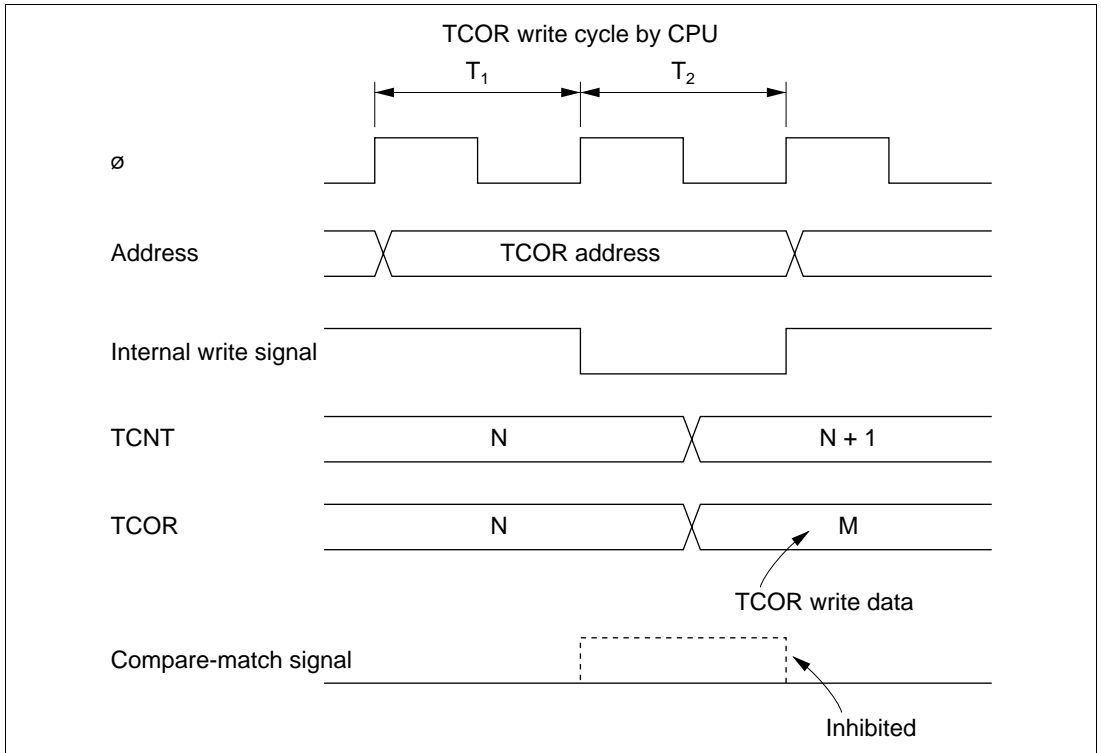 TCOR write cycle by CPU
T₁ T₂
ø
Address TCOR address
Internal write signal
TCNT N N + 1
TCOR N M
TCOR write data
Compare-match signal
Inhibited